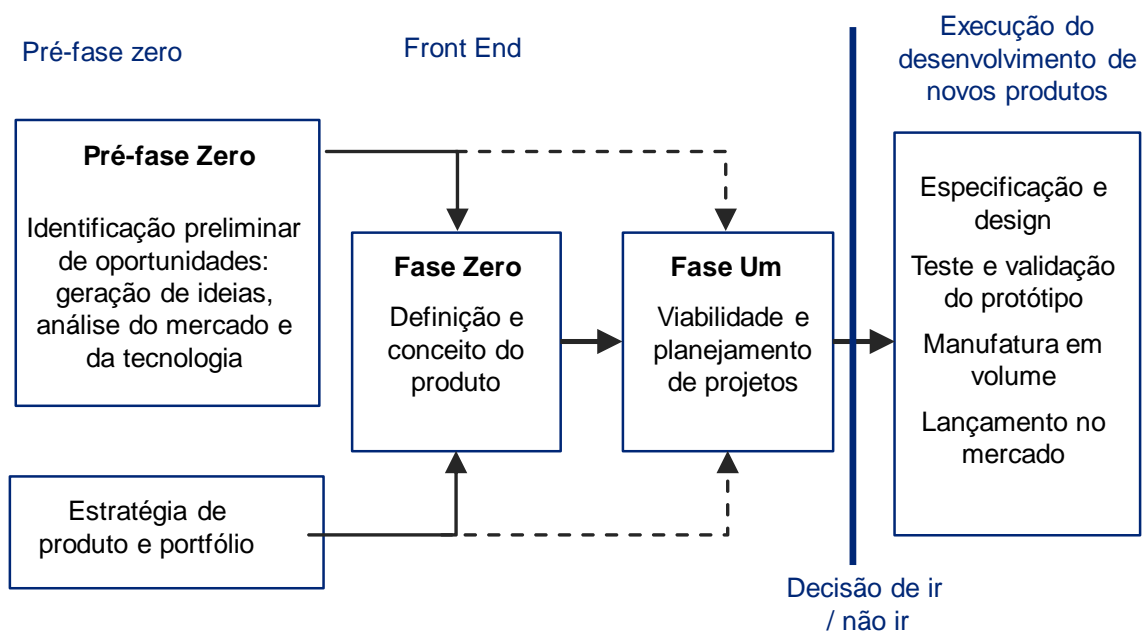 Pré-fase zero
Front End
Execução do
desenvolvimento de
novos produtos
Pré-fase Zero
Identificação preliminar
de oportunidades:
geração de ideias,
análise do mercado e
da tecnologia
Fase Zero
Definição e
conceito do
produto
Fase Um
Viabilidade e
planejamento
de projetos
Especificação e
design
Teste e validação
do protótipo
Manufatura em
volume
Lançamento no
mercado
Estratégia de
produto e portfólio
Decisão de ir
/ não ir